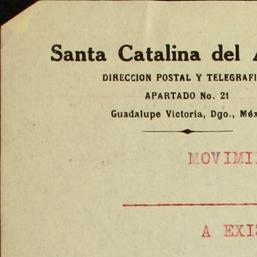 Santa Catalina del
DIRECCION POSTAL Y TELEGRAFI
APARTADO No. 21
Guadalupe Victoria, Dgo., Méx
MOVIMI
A EXIS